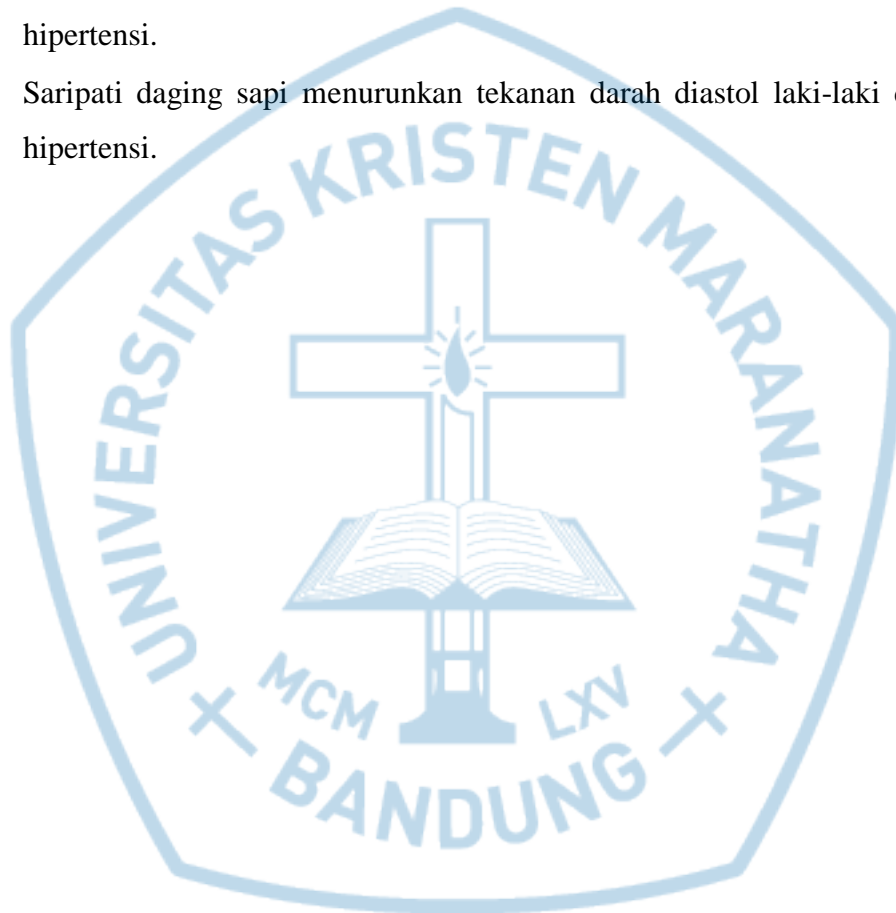 hipertensi.
Saripati daging sapi menurunkan tekanan darah diastol laki-laki
hipertensi.
UNIVERSITAS KRISTEN MARANATHA
MCM LXV
+ BANDUNG +